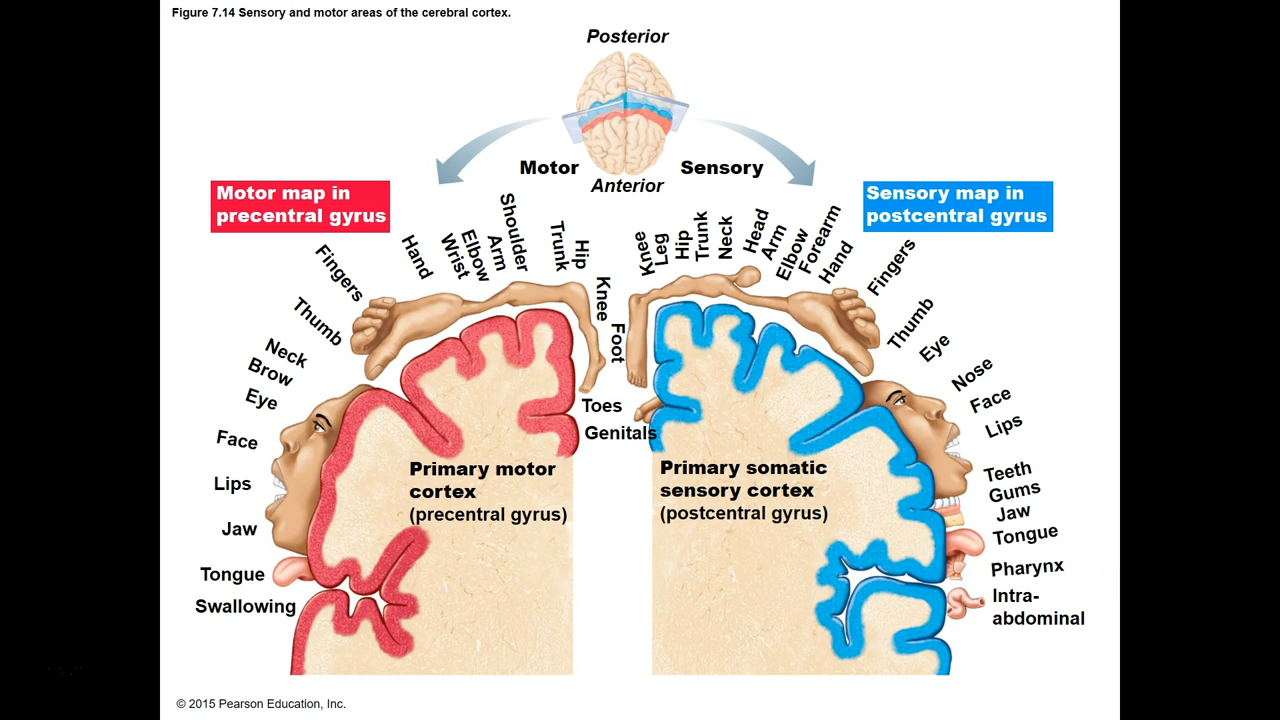 Figure 7.14 Sensory and motor areas of the cerebral cortex.
Posterior
Motor
Sensory
Anterior
Motor map in
precentral gyrus
Sensory map in
postcentral gyrus
Swallowing
Tongue
Jaw
Lips
Face
Eye
Brow
Neck
Thumb
Fingers
Hand
Wrist
Elbow
Arm
Shoulder
Trunk
Hip
Knee
Foot
Toes
Genitals
Knee
Leg
Hip
Trunk
Neck
Head
Arm
Elbow
Forearm
Hand
Fingers
Thumb
Eye
Nose
Face
Lips
Teeth
Gums
Jaw
Tongue
Pharynx
Intra-
abdominal
Primary motor
cortex
(precentral gyrus)
Primary somatic
sensory cortex
(postcentral gyrus)
© 2015 Pearson Education, Inc.